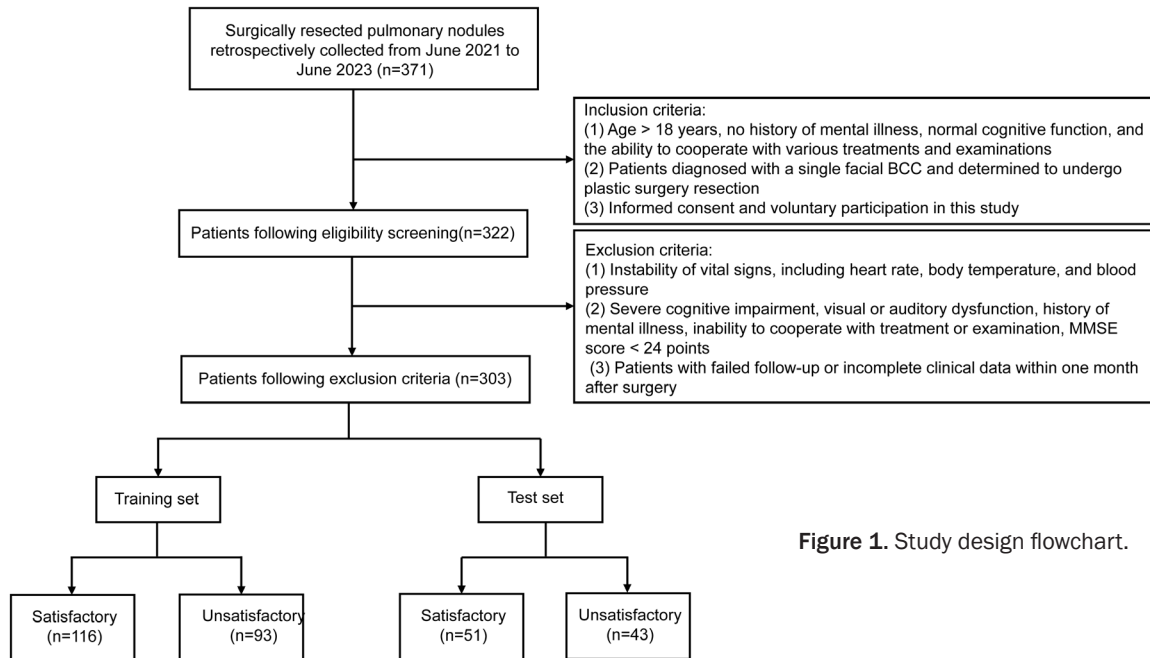 Surgically resected pulmonary nodules
retrospectively collected from June 2021 to
June 2023 (n=371)
Inclusion criteria:
(1) Age > 18 years, no history of mental illness, normal cognitive function, and
the ability to cooperate with various treatments and examinations
(2) Patients diagnosed with a single facial BCC and determined to undergo
plastic surgery resection
(3) Informed consent and voluntary participation in this study
Patients following eligibility screening(n=322)
Exclusion criteria:
(1) Instability of vital signs, including heart rate, body temperature, and blood
pressure
(2) Severe cognitive impairment, visual or auditory dysfunction, history of
mental illness, inability to cooperate with treatment or examination, MMSE
score < 24 points
(3) Patients with failed follow-up or incomplete clinical data within one month
after surgery
Patients following exclusion criteria (n=303)
Training set
Test set
Satisfactory
(n=116)
Unsatisfactory
(n=93)
Satisfactory
(n=51)
Unsatisfactory
(n=43)
Figure 1. Study design flowchart.